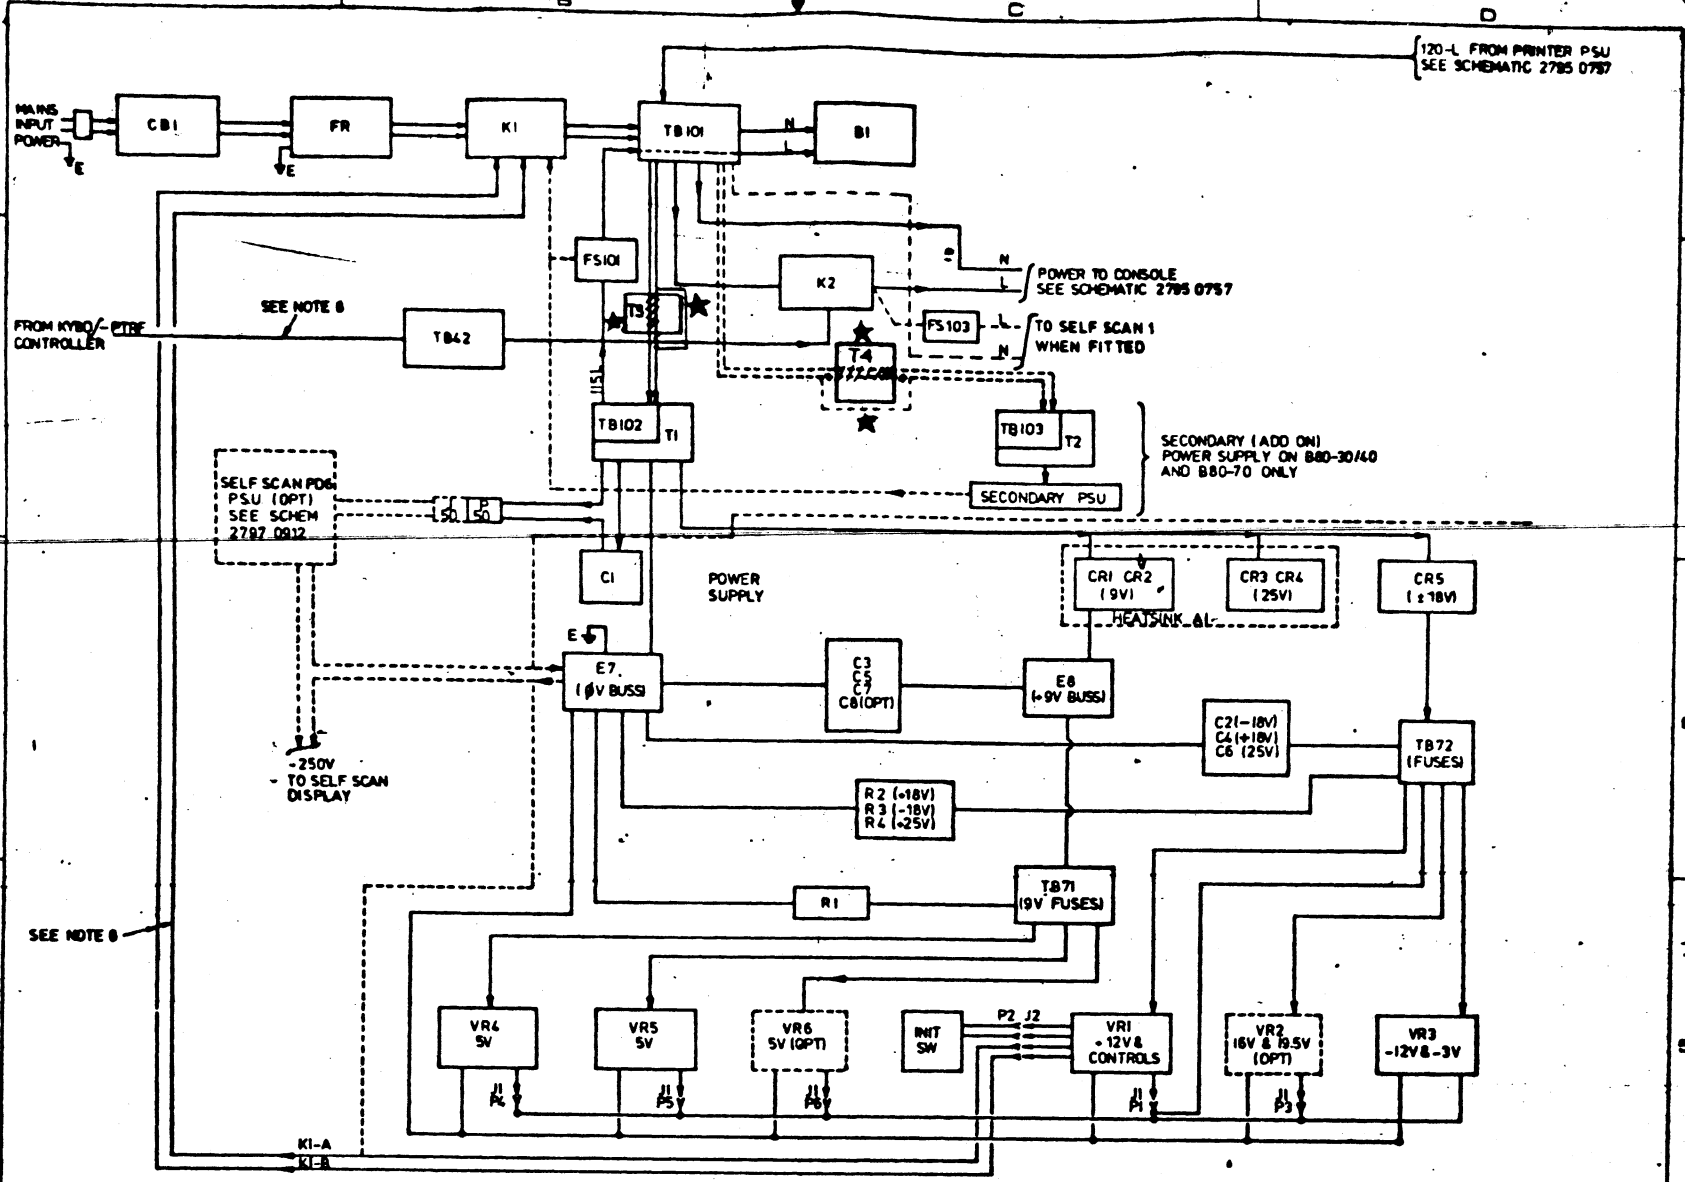 C
D
120-L FROM PRINTER PSU
SEE SCHEMATIC 2795 0757
MAINS
INPUT
POWER
E
CB1
FR
E
K1
TB101
N
L
B1
FS101
K2
N
L
POWER TO CONSOLE
SEE SCHEMATIC 2795 0757
SEE NOTE 8
FROM KYBD/-PTRF
CONTROLLER
TB42
T3
FS103
L
N
TO SELF SCAN 1
WHEN FITTED
T4
115L
TB102
T1
TB103
T2
SECONDARY (ADD ON)
POWER SUPPLY ON B80-30/40
AND B80-70 ONLY
SECONDARY PSU
SELF SCAN PDG
PSU (OPT)
SEE SCHEM
2797 0912
J
50
P
50
C1
POWER
SUPPLY
CR1 CR2
(9V)
CR3 CR4
(25V)
HEATSINK A1
CR5
(±18V)
E
E7
(ØV BUSS)
C3
C5
C7
C8(OPT)
E8
(+9V BUSS)
C2(-18V)
C4(+18V)
C6 (25V)
TB72
(FUSES)
-250V
TO SELF SCAN
DISPLAY
R2 (+18V)
R3 (-18V)
R4 (+25V)
TB71
(9V FUSES)
R1
SEE NOTE 8
VR4
5V
VR5
5V
VR6
5V (OPT)
INIT
SW
P2 J2
VR1
+12V &
CONTROLS
VR2
16V & 19.5V
(OPT)
VR3
-12V & -3V
J1
P4
J1
P5
J1
P6
J1
P1
J1
P3
K1-A
K1-B